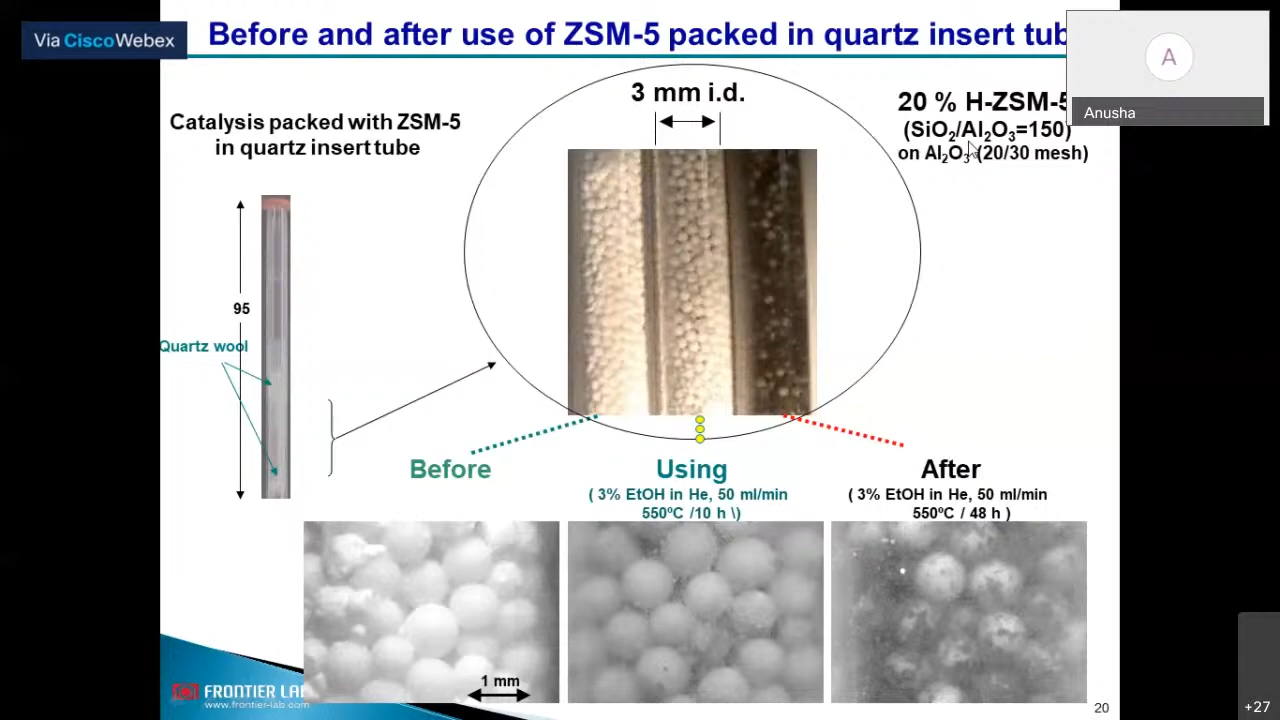 Via Cisco Webex
Before and after use of ZSM-5 packed in quartz insert tub
A
Anusha
3 mm i.d.
20 % H-ZSM-5
(SiO₂/Al₂O₃=150)
on Al₂O₃ (20/30 mesh)
Catalysis packed with ZSM-5
in quartz insert tube
95
Quartz wool
Before
Using
( 3% EtOH in He, 50 ml/min
550ºC /10 h \)
After
( 3% EtOH in He, 50 ml/min
550ºC / 48 h )
1 mm
FRONTIER LA
www.frontier-lab.com
20
+27